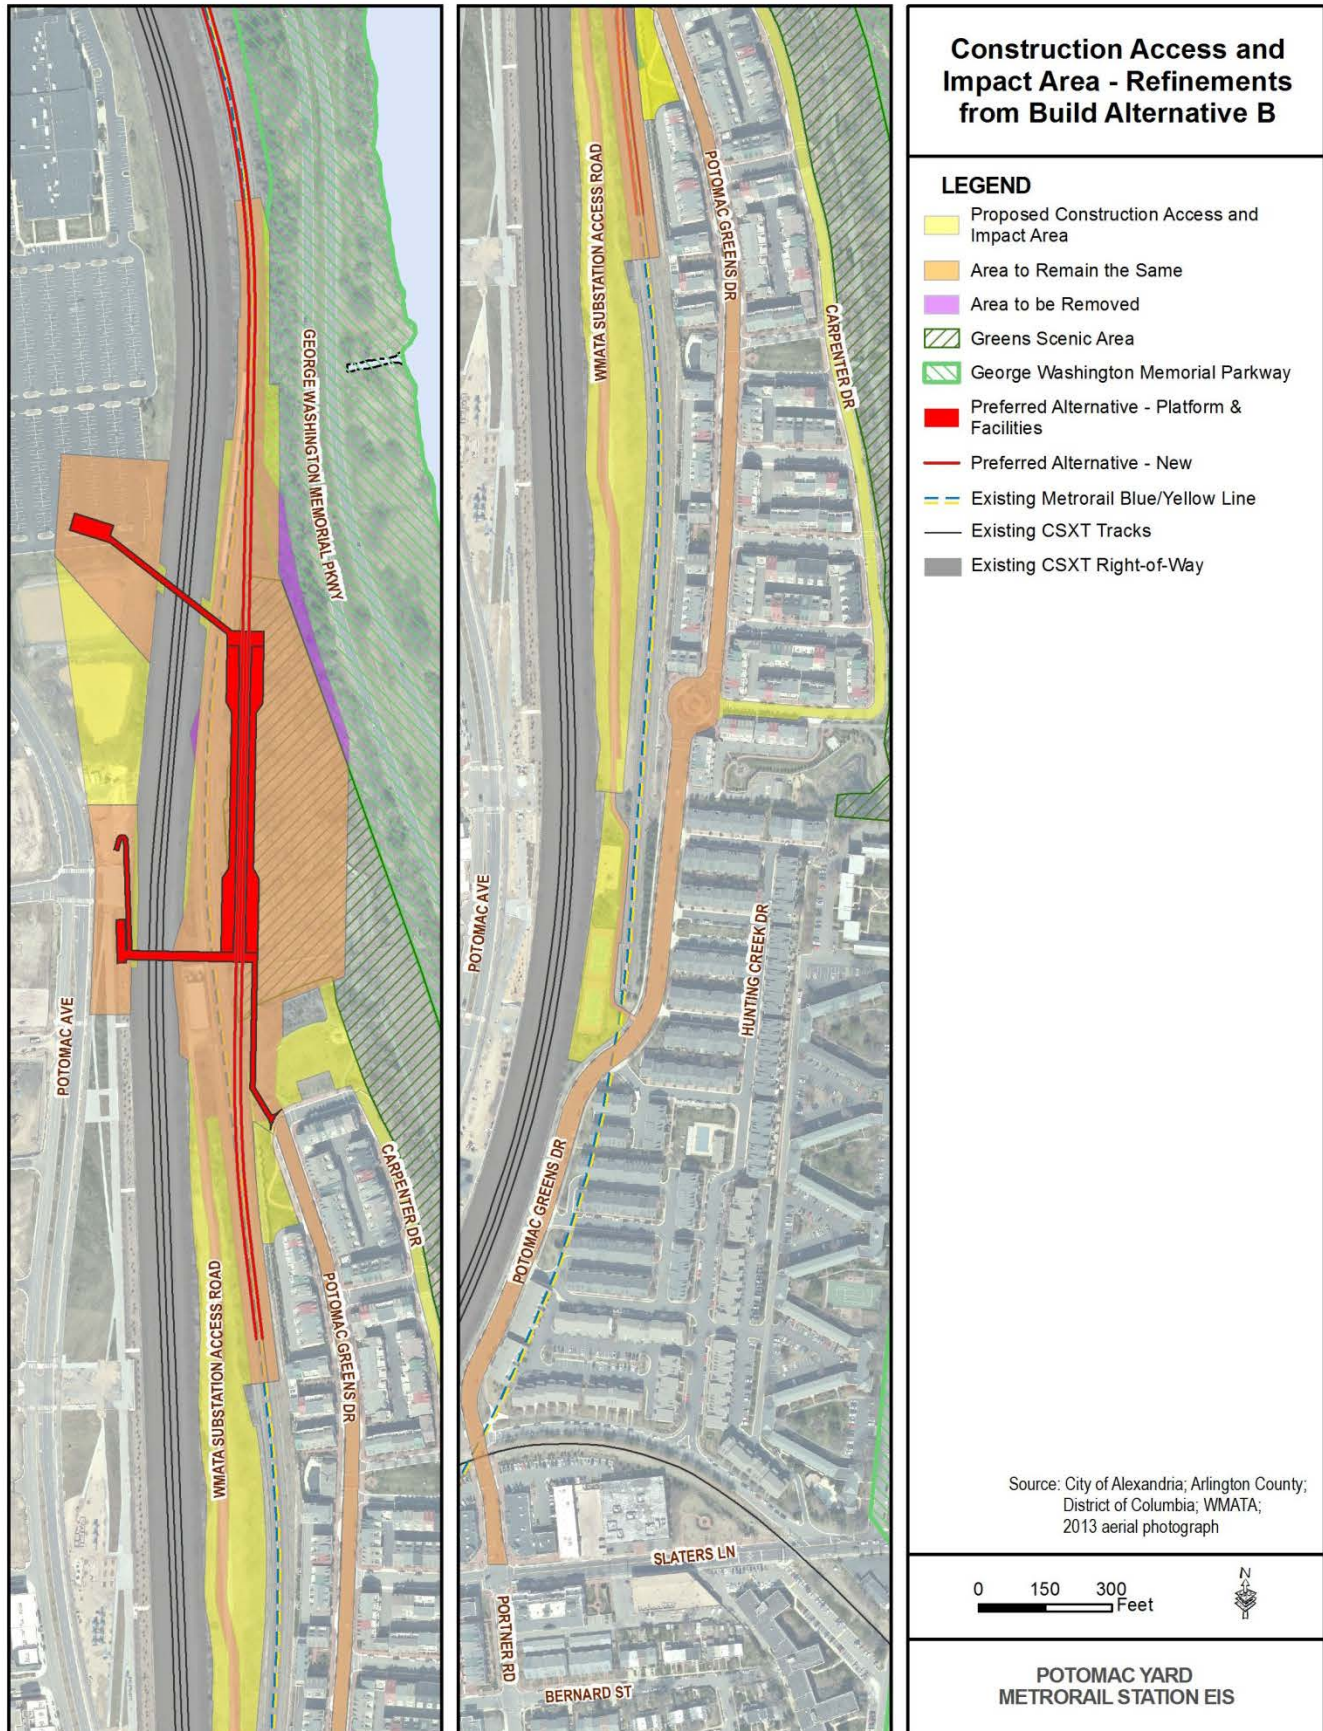 GEORGE WASHINGTON MEMORIAL PKWY
POTOMAC AVE
CARPENTER DR
WMATA SUBSTATION ACCESS ROAD
POTOMAC GREENS DR
WMATA SUBSTATION ACCESS ROAD
POTOMAC GREENS DR
CARPENTER DR
POTOMAC AVE
HUNTING CREEK DR
POTOMAC GREENS DR
SLATERS LN
PORTNER RD
BERNARD ST
Construction Access and
Impact Area - Refinements
from Build Alternative B
LEGEND
Proposed Construction Access and
Impact Area
Area to Remain the Same
Area to be Removed
Greens Scenic Area
George Washington Memorial Parkway
Preferred Alternative - Platform &
Facilities
Preferred Alternative - New
Existing Metrorail Blue/Yellow Line
Existing CSXT Tracks
Existing CSXT Right-of-Way
Source: City of Alexandria; Arlington County;
District of Columbia; WMATA;
2013 aerial photograph
0 150 300
Feet
N
POTOMAC YARD
METRORAIL STATION EIS